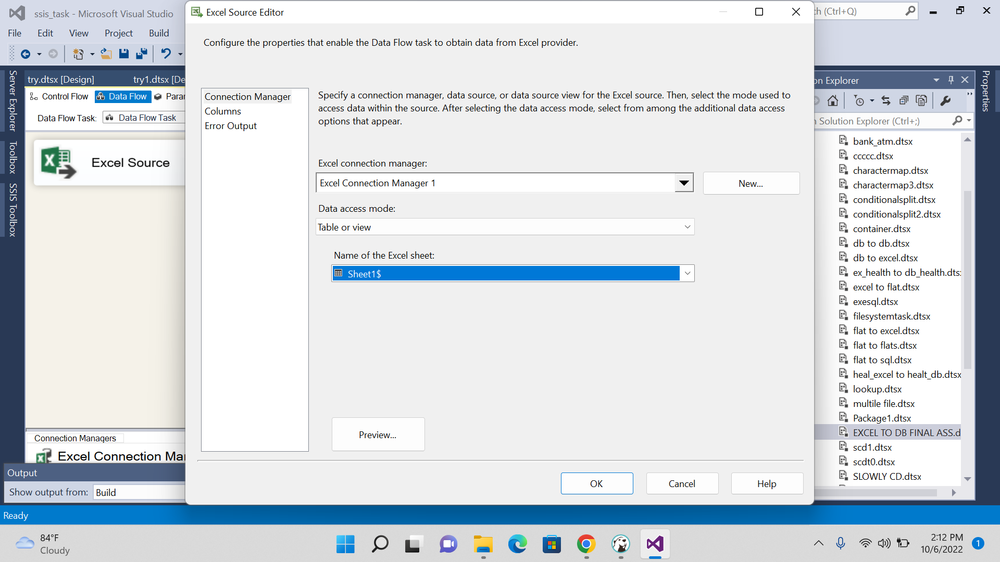 ssis_task - Microsoft Visual Studio
File Edit View Project Build
Excel Source Editor
ch (Ctrl+Q)
Configure the properties that enable the Data Flow task to obtain data from Excel provider.
Server Explorer
Toolbox
SSIS Toolbox
try.dtsx [Design]
try1.dtsx [De
Control Flow
Data Flow
Parar
Data Flow Task:
Data Flow Task
Excel Source
Connection Manager
Columns
Error Output
Specify a connection manager, data source, or data source view for the Excel source. Then, select the mode used to
access data within the source. After selecting the data access mode, select from among the additional data access
options that appear.
Excel connection manager:
Excel Connection Manager 1
New...
Data access mode:
Table or view
Name of the Excel sheet:
Sheet1$
Preview...
OK
Cancel
Help
on Explorer
Properties
Solution Explorer (Ctrl+;)
bank_atm.dtsx
ccccc.dtsx
charactermap.dtsx
charactermap3.dtsx
conditionalsplit.dtsx
conditionalsplit2.dtsx
container.dtsx
db to db.dtsx
db to excel.dtsx
ex_health to db_health.dts
excel to flat.dtsx
exesql.dtsx
filesystemtask.dtsx
flat to excel.dtsx
flat to flats.dtsx
flat to sql.dtsx
heal_excel to healt_db.dtsx
lookup.dtsx
multile file.dtsx
Package1.dtsx
EXCEL TO DB FINAL ASS.d
scd1.dtsx
scdt0.dtsx
SLOWLY CD.dtsx
Connection Managers
Excel Connection Mar
Output
Show output from:
Build
Ready
84°F
Cloudy
2:12 PM
10/6/2022
1